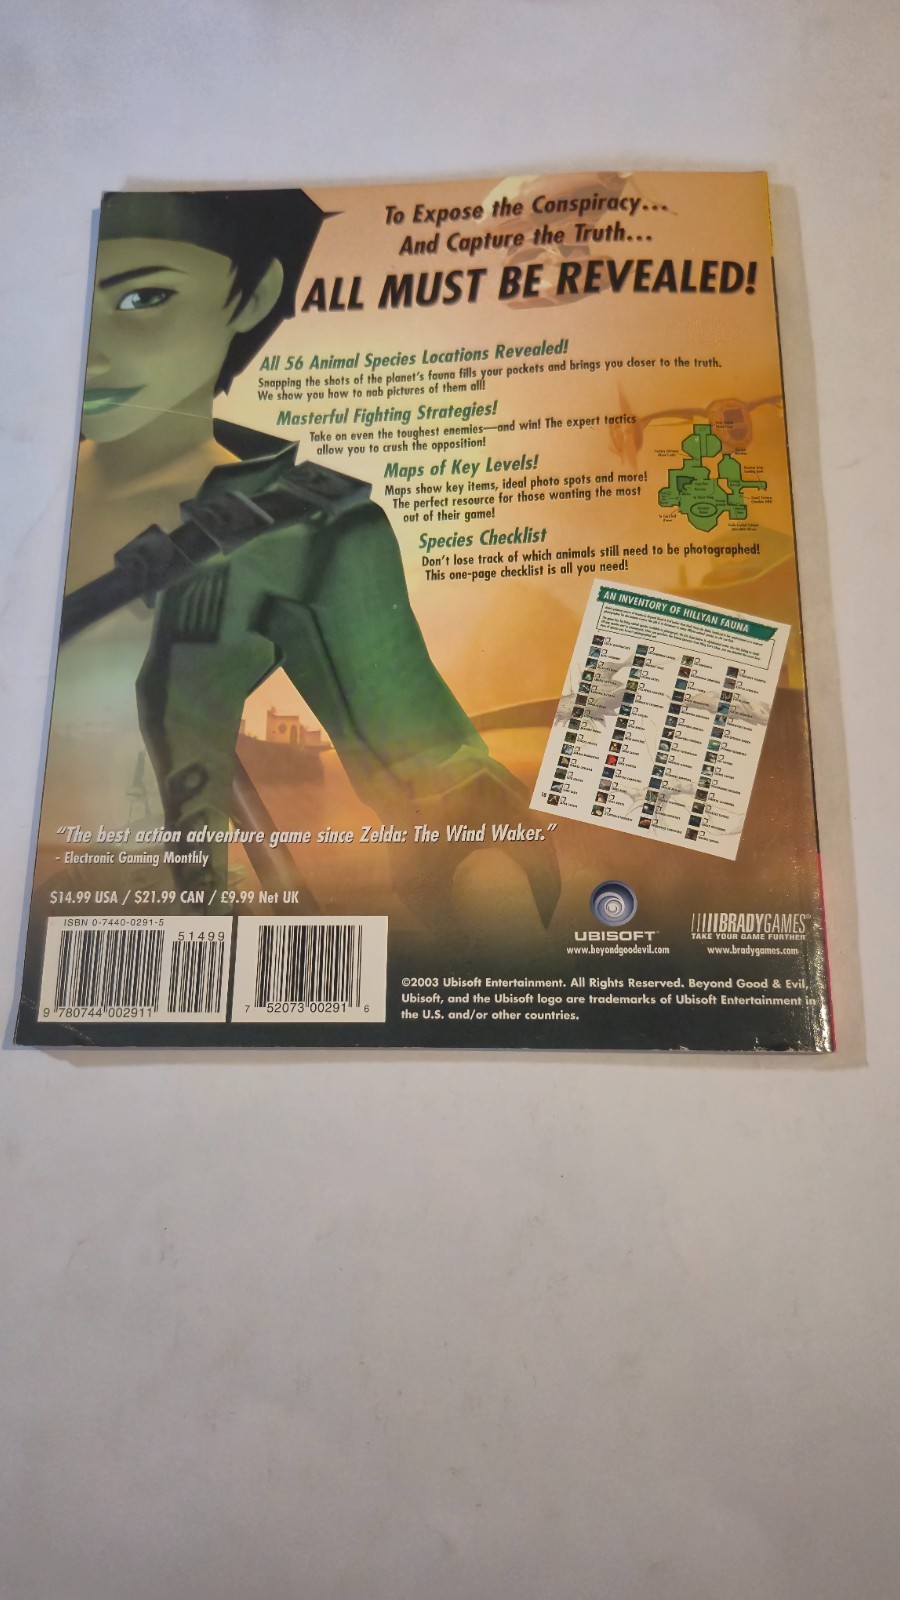 To Expose the Conspiracy...
And Capture the Truth...
ALL MUST BE REVEALED!
All 56 Animal Species Locations Revealed!
Snapping the shots of the planet's fauna fills your pockets and brings you closer to the truth.
We show you how to nab pictures of them all!
Masterful Fighting Strategies!
Take on even the toughest enemies—and win! The expert tactics
allow you to crush the opposition!
Maps of Key Levels!
Maps show key items, ideal photo spots and more!
The perfect resource for those wanting the most
out of their game!
Species Checklist
Don't lose track of which animals still need to be photographed!
This one-page checklist is all you need!
AN INVENTORY OF HILLYAN FAUNA
"The best action adventure game since Zelda: The Wind Waker."
- Electronic Gaming Monthly
$14.99 USA / $21.99 CAN / £9.99 Net UK
ISBN 0-7440-0291-5
51499
9 780744 002911
7 52073 00291 6
UBISOFT™
www.beyondgoodevil.com
BRADYGAMES®
TAKE YOUR GAME FURTHER
www.bradygames.com
©2003 Ubisoft Entertainment. All Rights Reserved. Beyond Good & Evil,
Ubisoft, and the Ubisoft logo are trademarks of Ubisoft Entertainment in
the U.S. and/or other countries.